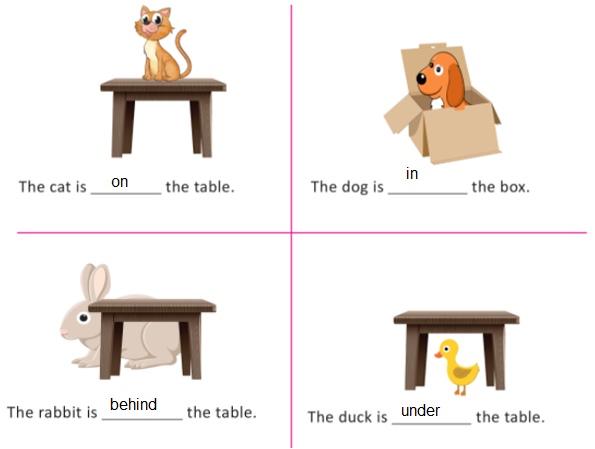 The cat is on the table.
The dog is in the box.
The rabbit is behind the table.
The duck is under the table.